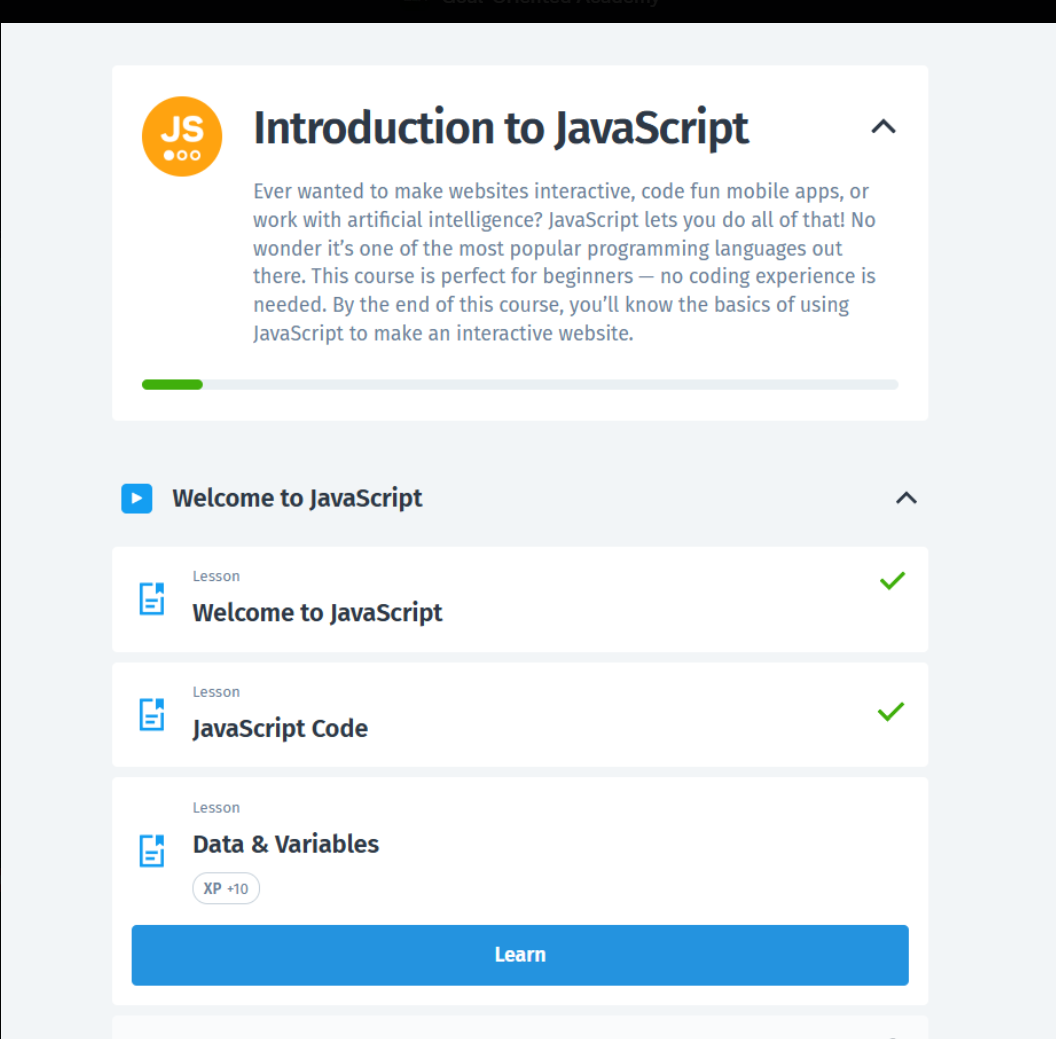 Goal-Oriented Academy
JS
Introduction to JavaScript
Ever wanted to make websites interactive, code fun mobile apps, or
work with artificial intelligence? JavaScript lets you do all of that! No
wonder it’s one of the most popular programming languages out
there. This course is perfect for beginners — no coding experience is
needed. By the end of this course, you’ll know the basics of using
JavaScript to make an interactive website.
Welcome to JavaScript
Lesson
Welcome to JavaScript
Lesson
JavaScript Code
Lesson
Data & Variables
XP +10
Learn